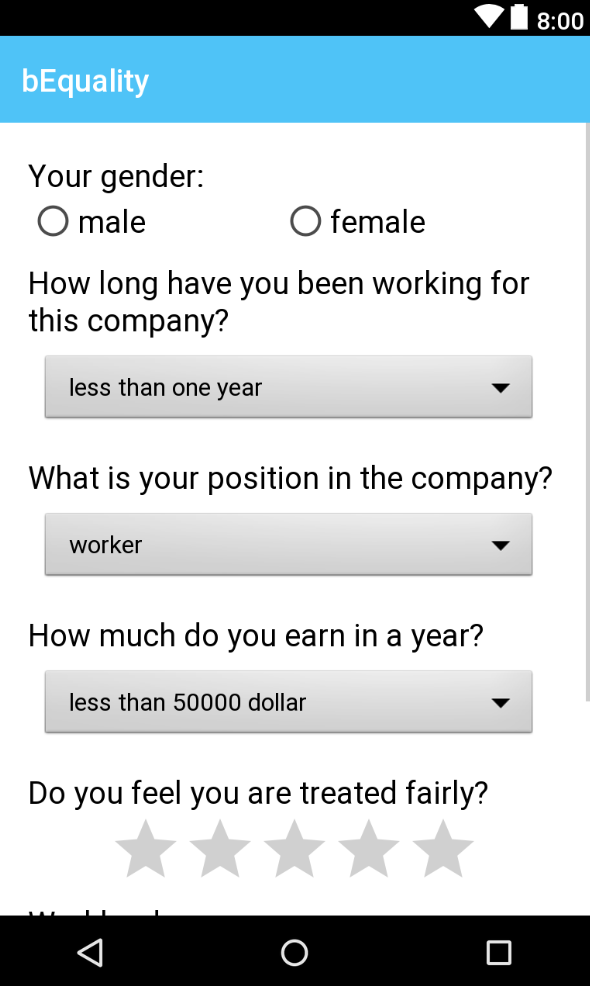 8:00
bEquality
Your gender:
male female
How long have you been working for
this company?
less than one year
What is your position in the company?
worker
How much do you earn in a year?
less than 50000 dollar
Do you feel you are treated fairly?